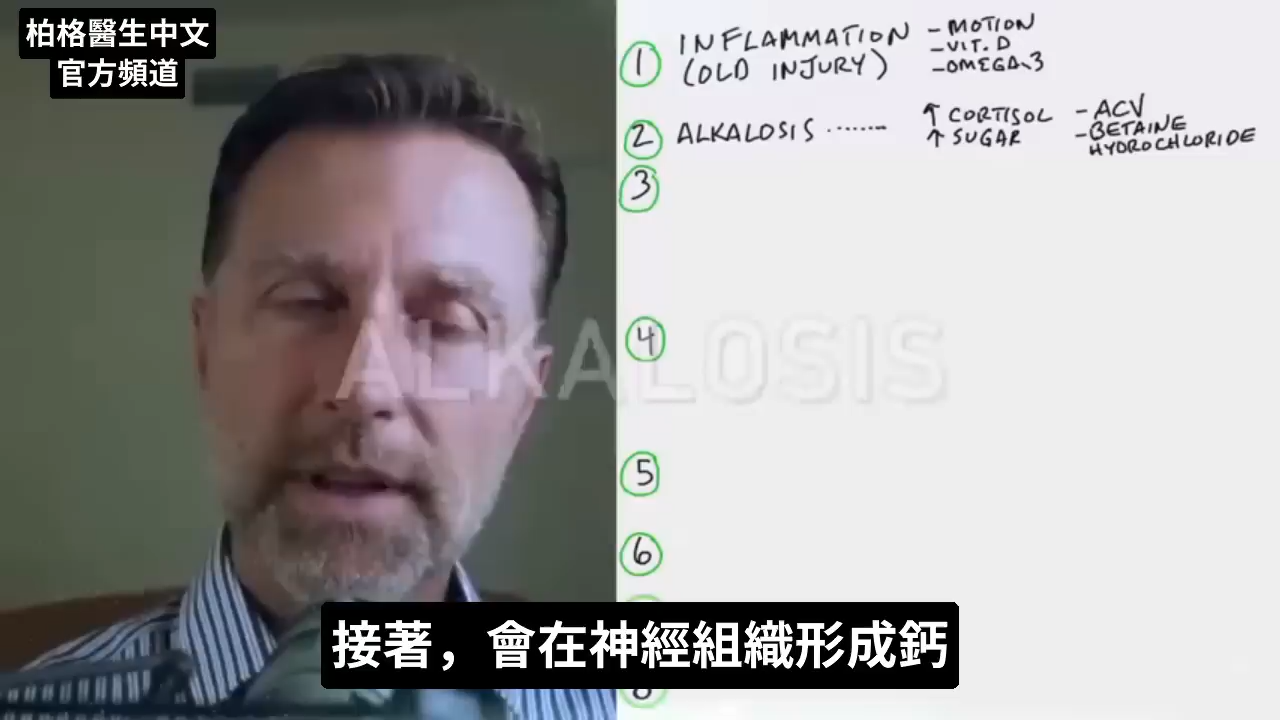 柏格醫生中文
官方頻道
1 INFLAMMATION
(OLD INJURY)
- MOTION
- VIT. D
- OMEGA-3
2 ALKALOSIS ........
↑ CORTISOL
↑ SUGAR
- ACV
- BETAINE
HYDROCHLORIDE
3
ALKALOSIS
4
5
6
接著，會在神經組織形成鈣
8